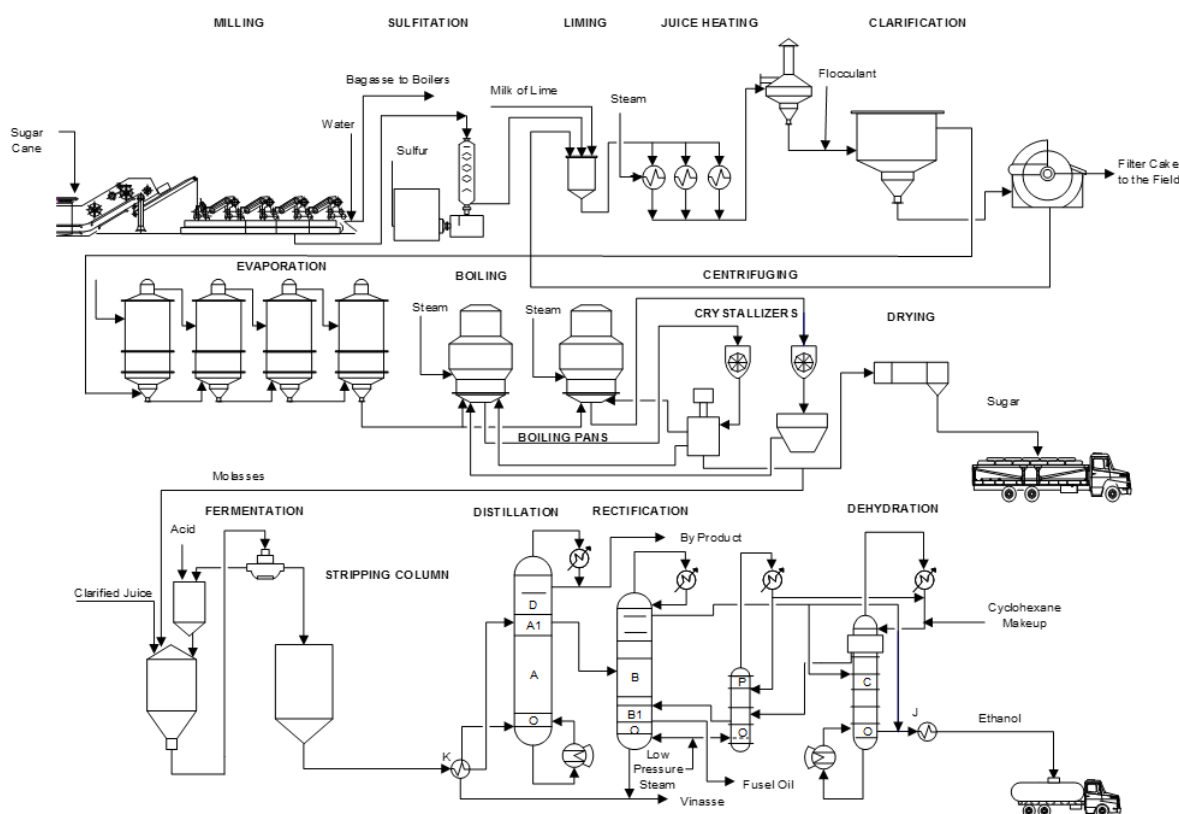 MILLING
SULFITATION
LIMING
JUICE HEATING
CLARIFICATION
Bagasse to Boilers
Flocculant
Milk of Lime
Steam
Water
Sugar
Cane
Sulfur
Filter Cake
to the Field
EVAPORATION
BOILING
CENTRIFUGING
Steam
Steam
CRYSTALLIZERS
DRYING
Sugar
BOILING PANS
Molasses
FERMENTATION
DISTILLATION
RECTIFICATION
DEHYDRATION
Acid
By Product
STRIPPING COLUMN
Clarified Juice
D
A1
Cyclohexane
Makeup
A
B
P
C
B1
O
O
O
O
J
Ethanol
K
Low
Pressure
Steam
Fusel Oil
Vinasse